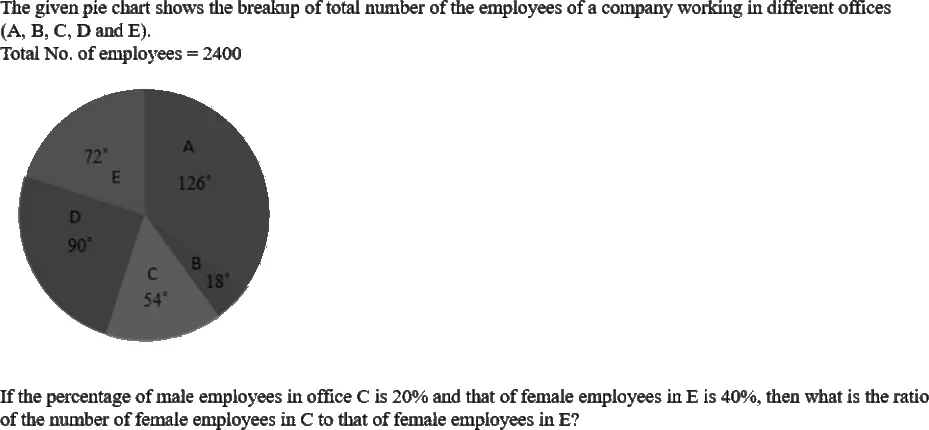 The given pie chart shows the breakup of total number of the employees of a company working in different offices
(A, B, C, D and E).
Total No. of employees = 2400
A
126°
72°
E
D
90°
B
18°
C
54°
If the percentage of male employees in office C is 20% and that of female employees in E is 40%, then what is the ratio
of the number of female employees in C to that of female employees in E?